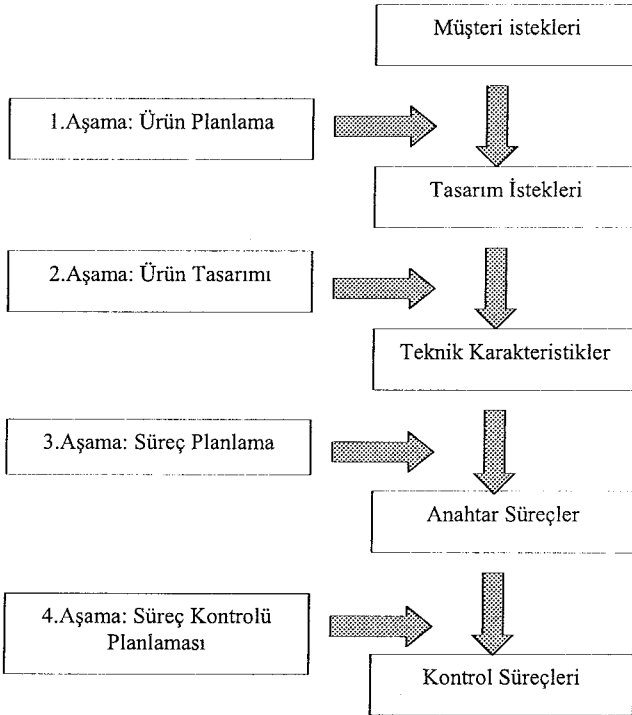 Müşteri istekleri
1.Aşama: Ürün Planlama
Tasarım İstekleri
2.Aşama: Ürün Tasarımı
Teknik Karakteristikler
3.Aşama: Süreç Planlama
Anahtar Süreçler
4.Aşama: Süreç Kontrolü
Planlaması
Kontrol Süreçleri